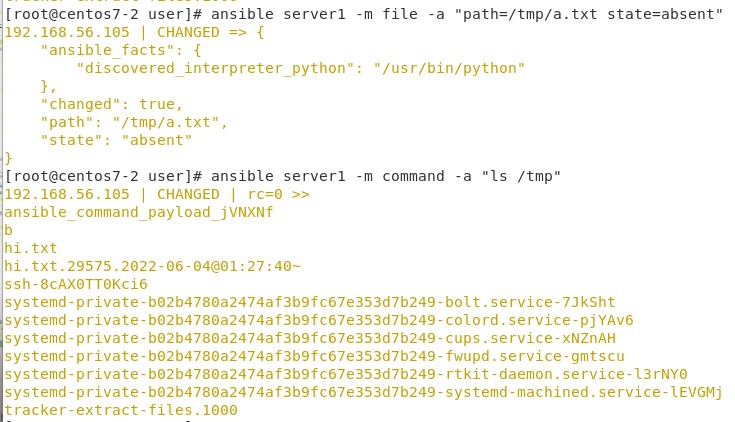 [root@centos7-2 user]# ansible server1 -m file -a "path=/tmp/a.txt state=absent"
192.168.56.105 | CHANGED => {
    "ansible_facts": {
        "discovered_interpreter_python": "/usr/bin/python"
    },
    "changed": true,
    "path": "/tmp/a.txt",
    "state": "absent"
}
[root@centos7-2 user]# ansible server1 -m command -a "ls /tmp"
192.168.56.105 | CHANGED | rc=0 >>
ansible_command_payload_jVNXNf
b
hi.txt
hi.txt.29575.2022-06-04@01:27:40~
ssh-8cAX0TT0Kci6
systemd-private-b02b4780a2474af3b9fc67e353d7b249-bolt.service-7JkSht
systemd-private-b02b4780a2474af3b9fc67e353d7b249-colord.service-pjYAv6
systemd-private-b02b4780a2474af3b9fc67e353d7b249-cups.service-xNZnAH
systemd-private-b02b4780a2474af3b9fc67e353d7b249-fwupd.service-gmtscu
systemd-private-b02b4780a2474af3b9fc67e353d7b249-rtkit-daemon.service-l3rNY0
systemd-private-b02b4780a2474af3b9fc67e353d7b249-systemd-machined.service-lEVGMj
tracker-extract-files.1000